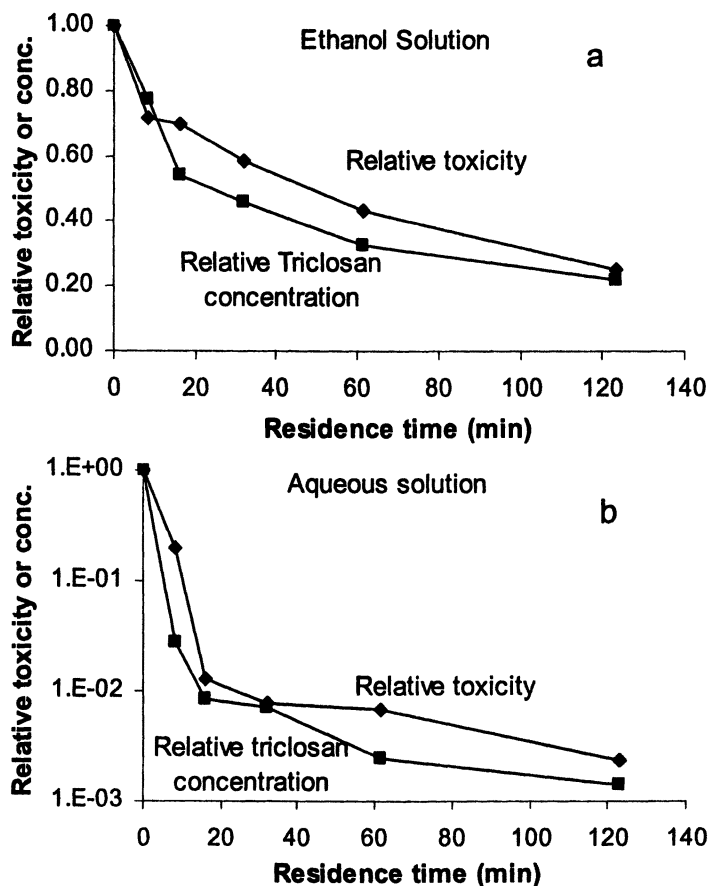 Ethanol Solution
a
Relative toxicity or conc.
1.00
0.80
0.60
0.40
0.20
0.00
Relative toxicity
Relative Triclosan
concentration
0 20 40 60 80 100 120 140
Residence time (min)
Aqueous solution
b
Relative toxicity or conc.
1.E+00
1.E-01
1.E-02
1.E-03
Relative toxicity
Relative triclosan
concentration
0 20 40 60 80 100 120 140
Residence time (min)